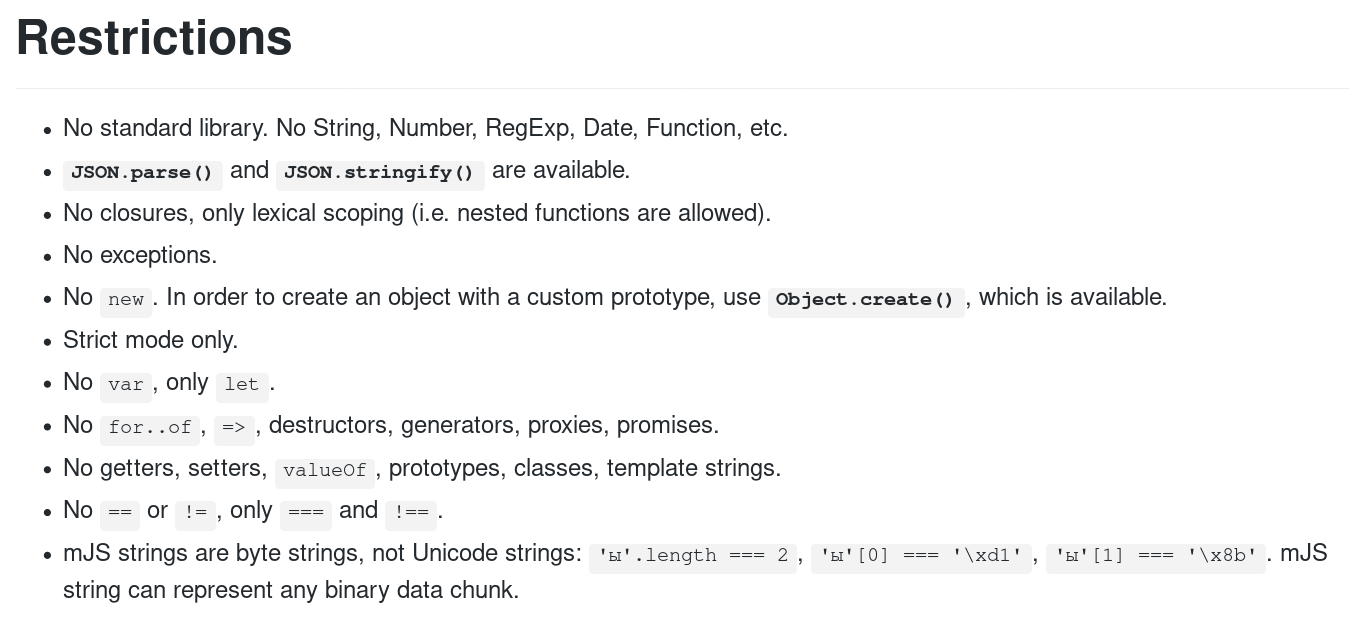 Restrictions
No standard library. No String, Number, RegExp, Date, Function, etc.
JSON.parse() and JSON.stringify() are available.
No closures, only lexical scoping (i.e. nested functions are allowed).
No exceptions.
No new . In order to create an object with a custom prototype, use Object.create() , which is available.
Strict mode only.
No var , only let .
No for..of , => , destructors, generators, proxies, promises.
No getters, setters, valueOf , prototypes, classes, template strings.
No == or != , only === and !== .
mJS strings are byte strings, not Unicode strings: 'ы'.length === 2 , 'ы'[0] === '\xd1' , 'ы'[1] === '\x8b' . mJS
string can represent any binary data chunk.